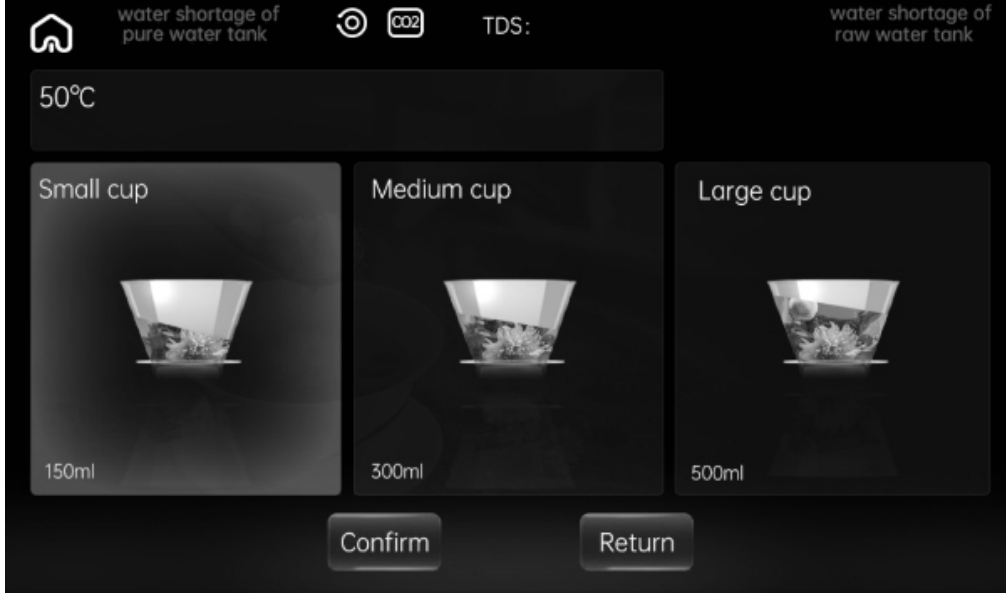 water shortage of
pure water tank
CO2
TDS:
water shortage of
raw water tank
50℃
Small cup
Medium cup
Large cup
150ml
300ml
500ml
Confirm
Return